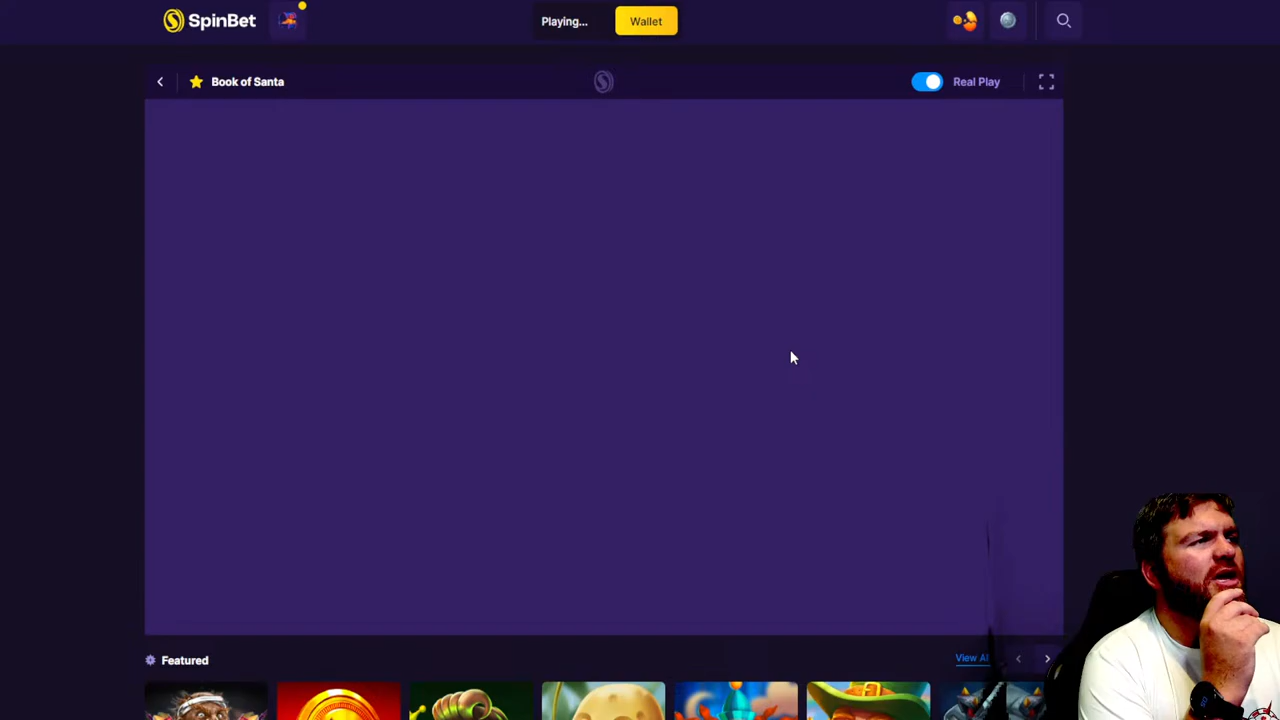 SpinBet
Playing...
Wallet
Book of Santa
Real Play
Featured
View All